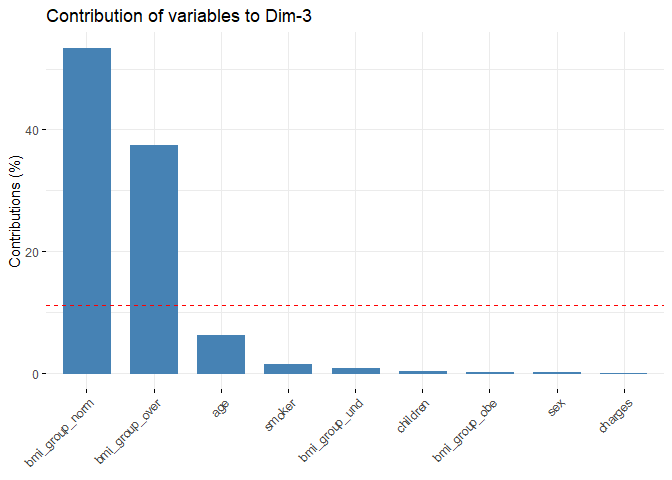 Contribution of variables to Dim-3
Contributions (%)
40
20
0
bmi_group_norm
bmi_group_over
age
smoker
bmi_group_und
children
bmi_group_obe
sex
charges